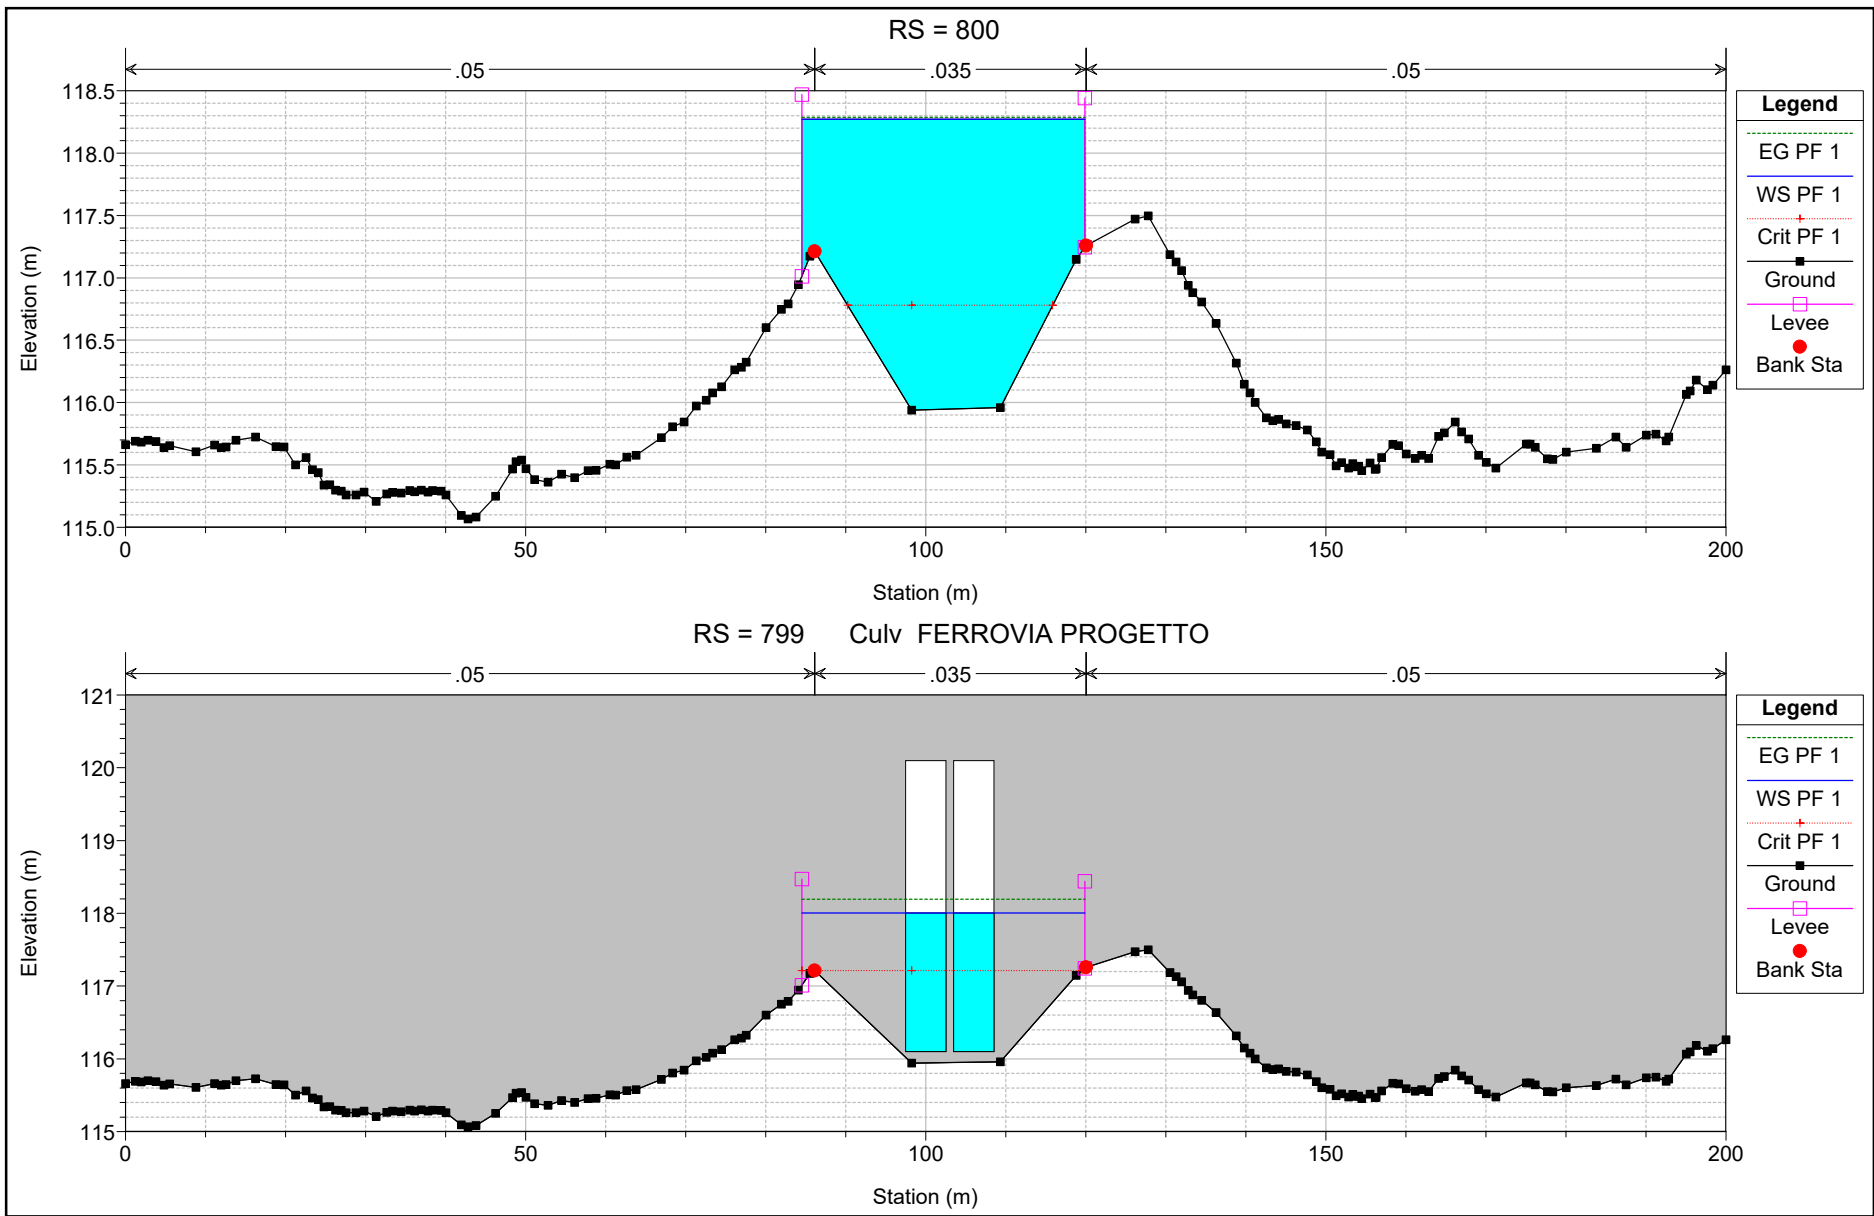 RS = 800
.05 .035 .05
118.5
118.0
117.5
117.0
116.5
116.0
115.5
115.0
Elevation (m)
0 50 100 150 200
Station (m)
Legend
EG PF 1
WS PF 1
Crit PF 1
Ground
Levee
Bank Sta
RS = 799 Culv FERROVIA PROGETTO
.05 .035 .05
121
120
119
118
117
116
115
Elevation (m)
0 50 100 150 200
Station (m)
Legend
EG PF 1
WS PF 1
Crit PF 1
Ground
Levee
Bank Sta